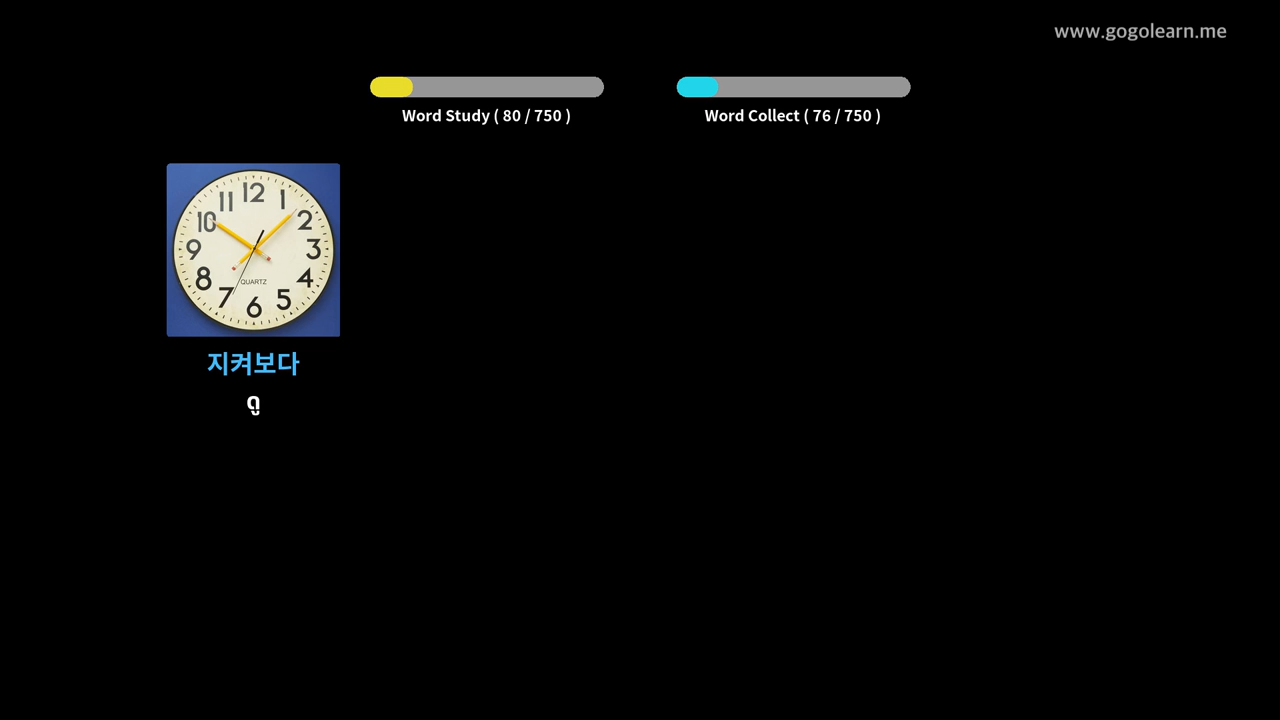 www.gogolearn.me
Word Study ( 80 / 750 )
Word Collect ( 76 / 750 )
12
11
1
10
2
9
3
8
4
QUARTZ
7
5
6
지켜보다
ดู